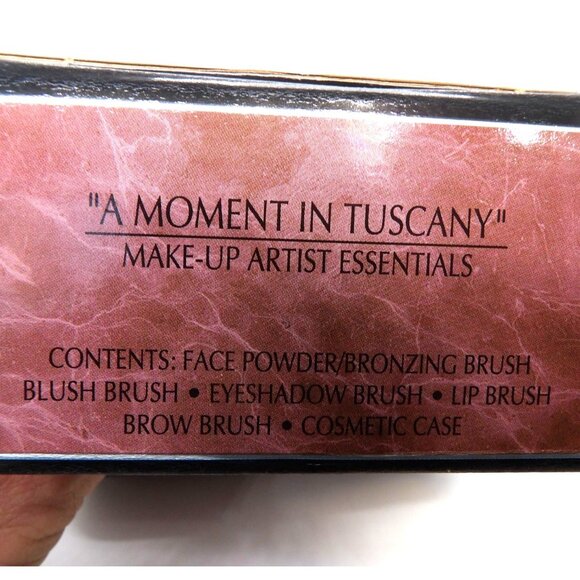 "A MOMENT IN TUSCANY"
MAKE-UP ARTIST ESSENTIALS
CONTENTS: FACE POWDER/BRONZING BRUSH
BLUSH BRUSH • EYESHADOW BRUSH • LIP BRUSH
BROW BRUSH • COSMETIC CASE